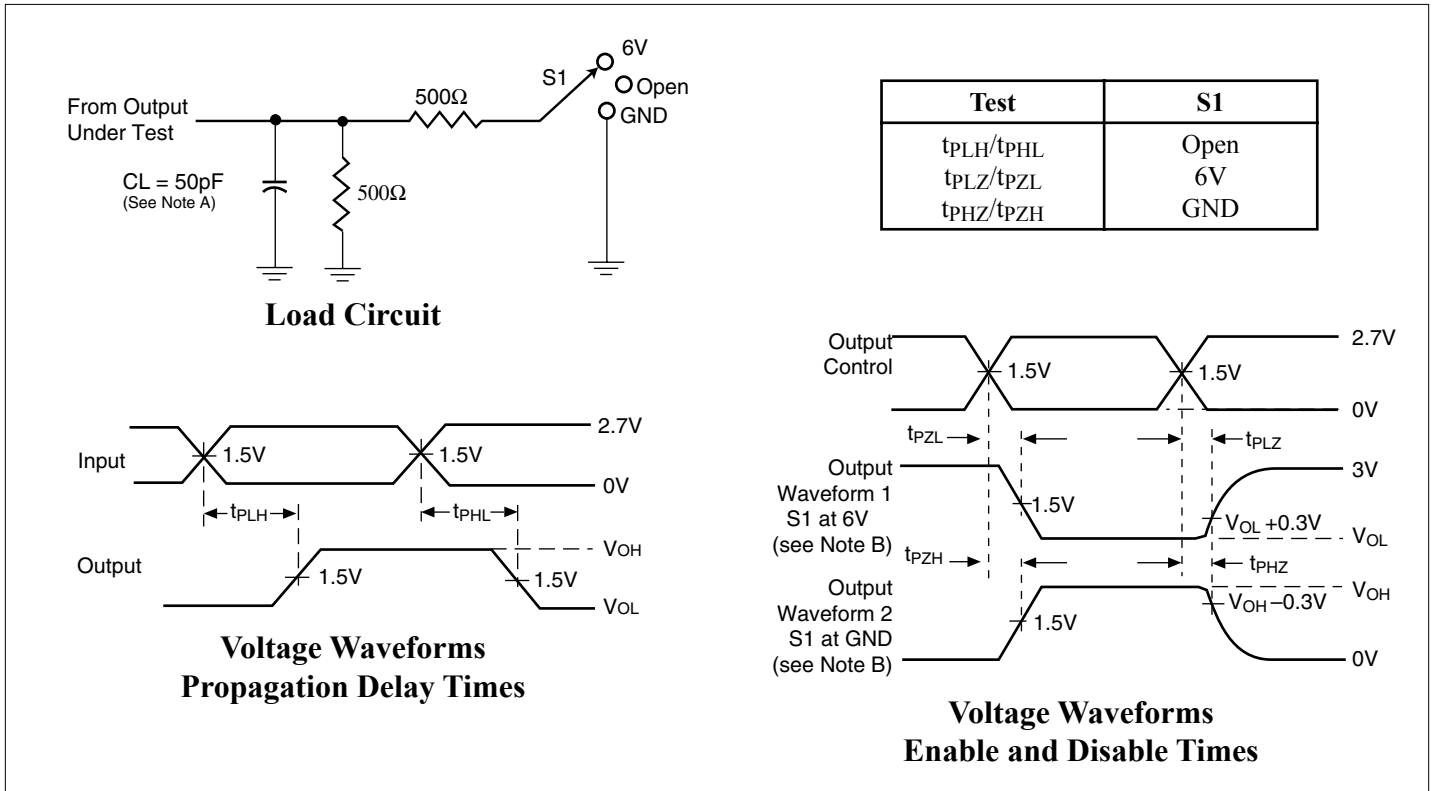 6V
S1
Open
GND
500Ω
From Output
Under Test
CL = 50pF
(See Note A)
500Ω
Load Circuit
Test S1
tPLH/tPHL Open
tPLZ/tPZL 6V
tPHZ/tPZH GND
Input
2.7V
1.5V
1.5V
0V
tPLH
tPHL
Output
VOH
1.5V
1.5V
VOL
Voltage Waveforms
Propagation Delay Times
Output
Control
2.7V
1.5V
1.5V
0V
tPZL
tPLZ
Output
Waveform 1
S1 at 6V
(see Note B)
3V
1.5V
VOL +0.3V
VOL
tPZH
tPHZ
Output
Waveform 2
S1 at GND
(see Note B)
VOH
VOH –0.3V
1.5V
0V
Voltage Waveforms
Enable and Disable Times